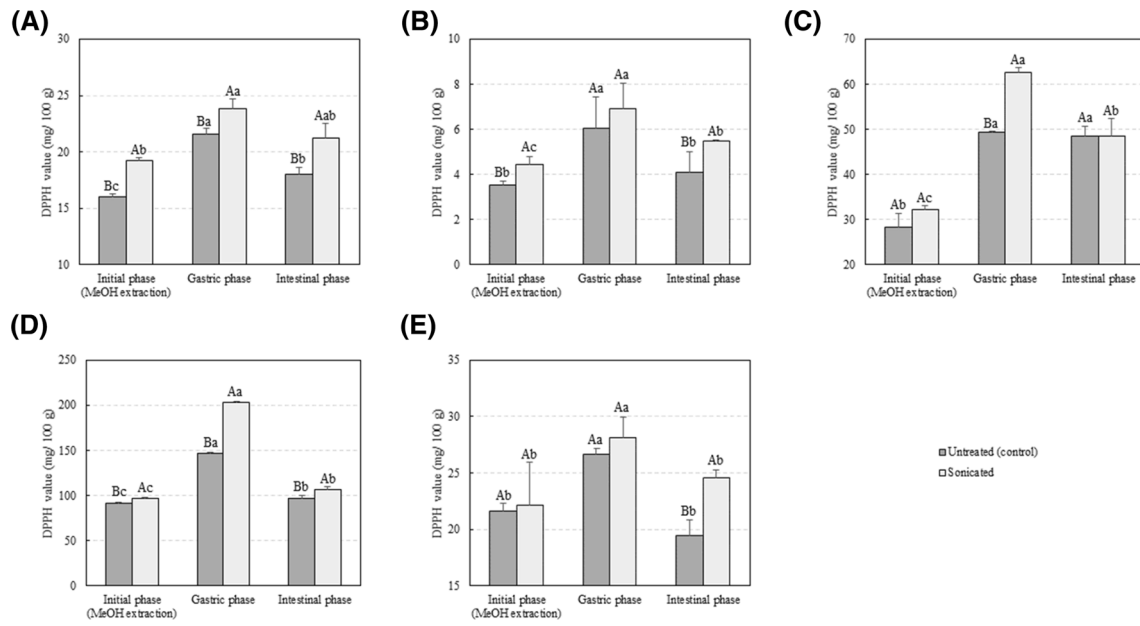 (A)
DPPH value (mg/ 100 g)
30
25
20
15
10
Bc
Ab
Ba
Aa
Bb
Aab
Initial phase
(MeOH extraction)
Gastric phase
Intestinal phase
(B)
DPPH value (mg/ 100 g)
10
8
6
4
2
0
Bb
Ac
Aa
Aa
Bb
Ab
Initial phase
(MeOH extraction)
Gastric phase
Intestinal phase
(C)
DPPH value (mg/ 100 g)
70
60
50
40
30
20
Ab
Ac
Ba
Aa
Aa
Ab
Initial phase
(MeOH extraction)
Gastric phase
Intestinal phase
(D)
DPPH value (mg/ 100 g)
250
200
150
100
50
0
Bc
Ac
Ba
Aa
Bb
Ab
Initial phase
(MeOH extraction)
Gastric phase
Intestinal phase
(E)
DPPH value (mg/ 100 g)
35
30
25
20
15
Ab
Ab
Aa
Aa
Bb
Ab
Initial phase
(MeOH extraction)
Gastric phase
Intestinal phase
Untreated (control)
Sonicated